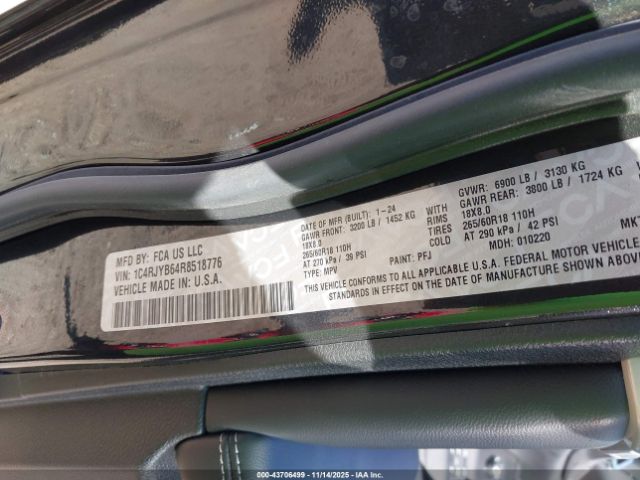 MFD BY: FCA US LLC
VIN: 1C4RJYB64R8518776
VEHICLE MADE IN: U.S.A.
DATE OF MFR (BUILT): 1-24
GAWR FRONT: 3200 LB / 1452 KG WITH
18X8.0 RIMS
265/60R18 110H TIRES
AT 270 kPa / 39 PSI
TYPE: MPV PAINT: PFJ
GVWR: 6900 LB / 3130 KG
GAWR REAR: 3800 LB / 1724 KG
18X8.0
265/60R18 110H
AT 290 kPa / 42 PSI
MDH: 010220
THIS VEHICLE CONFORMS TO ALL APPLICABLE U.S.A. FEDERAL MOTOR VEHICLE
STANDARDS IN EFFECT ON THE DATE OF
000-43706499 - 11/14/2025 - IAA, Inc.